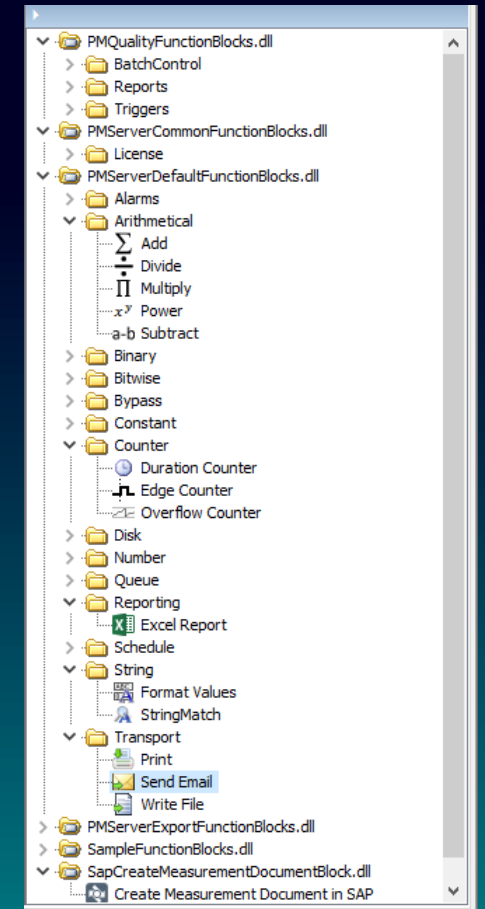 PMQualityFunctionBlocks.dll
BatchControl
Reports
Triggers
PMServerCommonFunctionBlocks.dll
License
PMServerDefaultFunctionBlocks.dll
Alarms
Arithmetical
∑ Add
Divide
∏ Multiply
xʸ Power
a-b Subtract
Binary
Bitwise
Bypass
Constant
Counter
Duration Counter
Edge Counter
Overflow Counter
Disk
Number
Queue
Reporting
Excel Report
Schedule
String
Format Values
StringMatch
Transport
Print
Send Email
Write File
PMServerExportFunctionBlocks.dll
SampleFunctionBlocks.dll
SapCreateMeasurementDocumentBlock.dll
Create Measurement Document in SAP